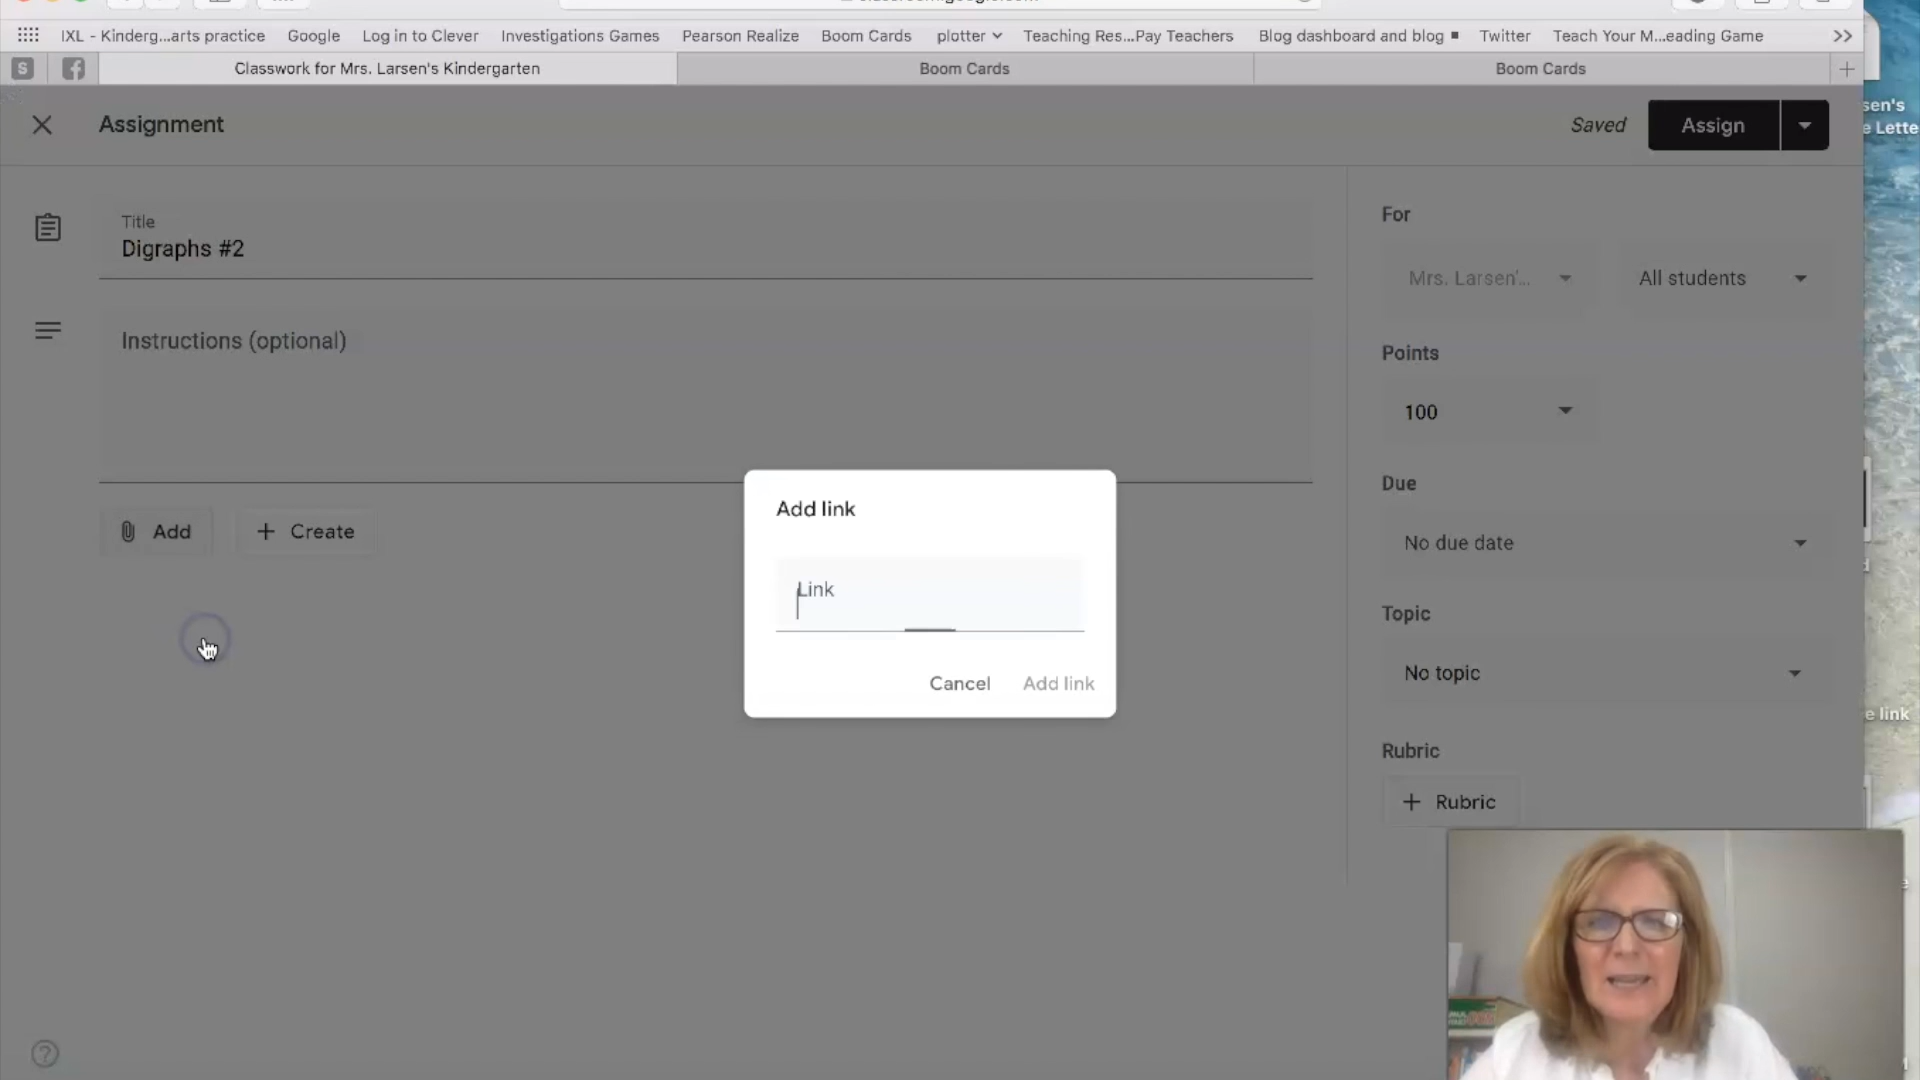 IXL - Kinderg...arts practice Google Log in to Clever Investigations Games Pearson Realize Boom Cards plotter Teaching Res...Pay Teachers Blog dashboard and blog Twitter Teach Your M...eading Game
S Classwork for Mrs. Larsen's Kindergarten Boom Cards Boom Cards
Assignment Saved Assign
sen's
e Lette
Title
Digraphs #2
For
Mrs. Larsen'... All students
Instructions (optional)
Points
100
Due
Add link
Add Create
No due date
Link
Topic
No topic
Cancel Add link
e link
Rubric
Rubric